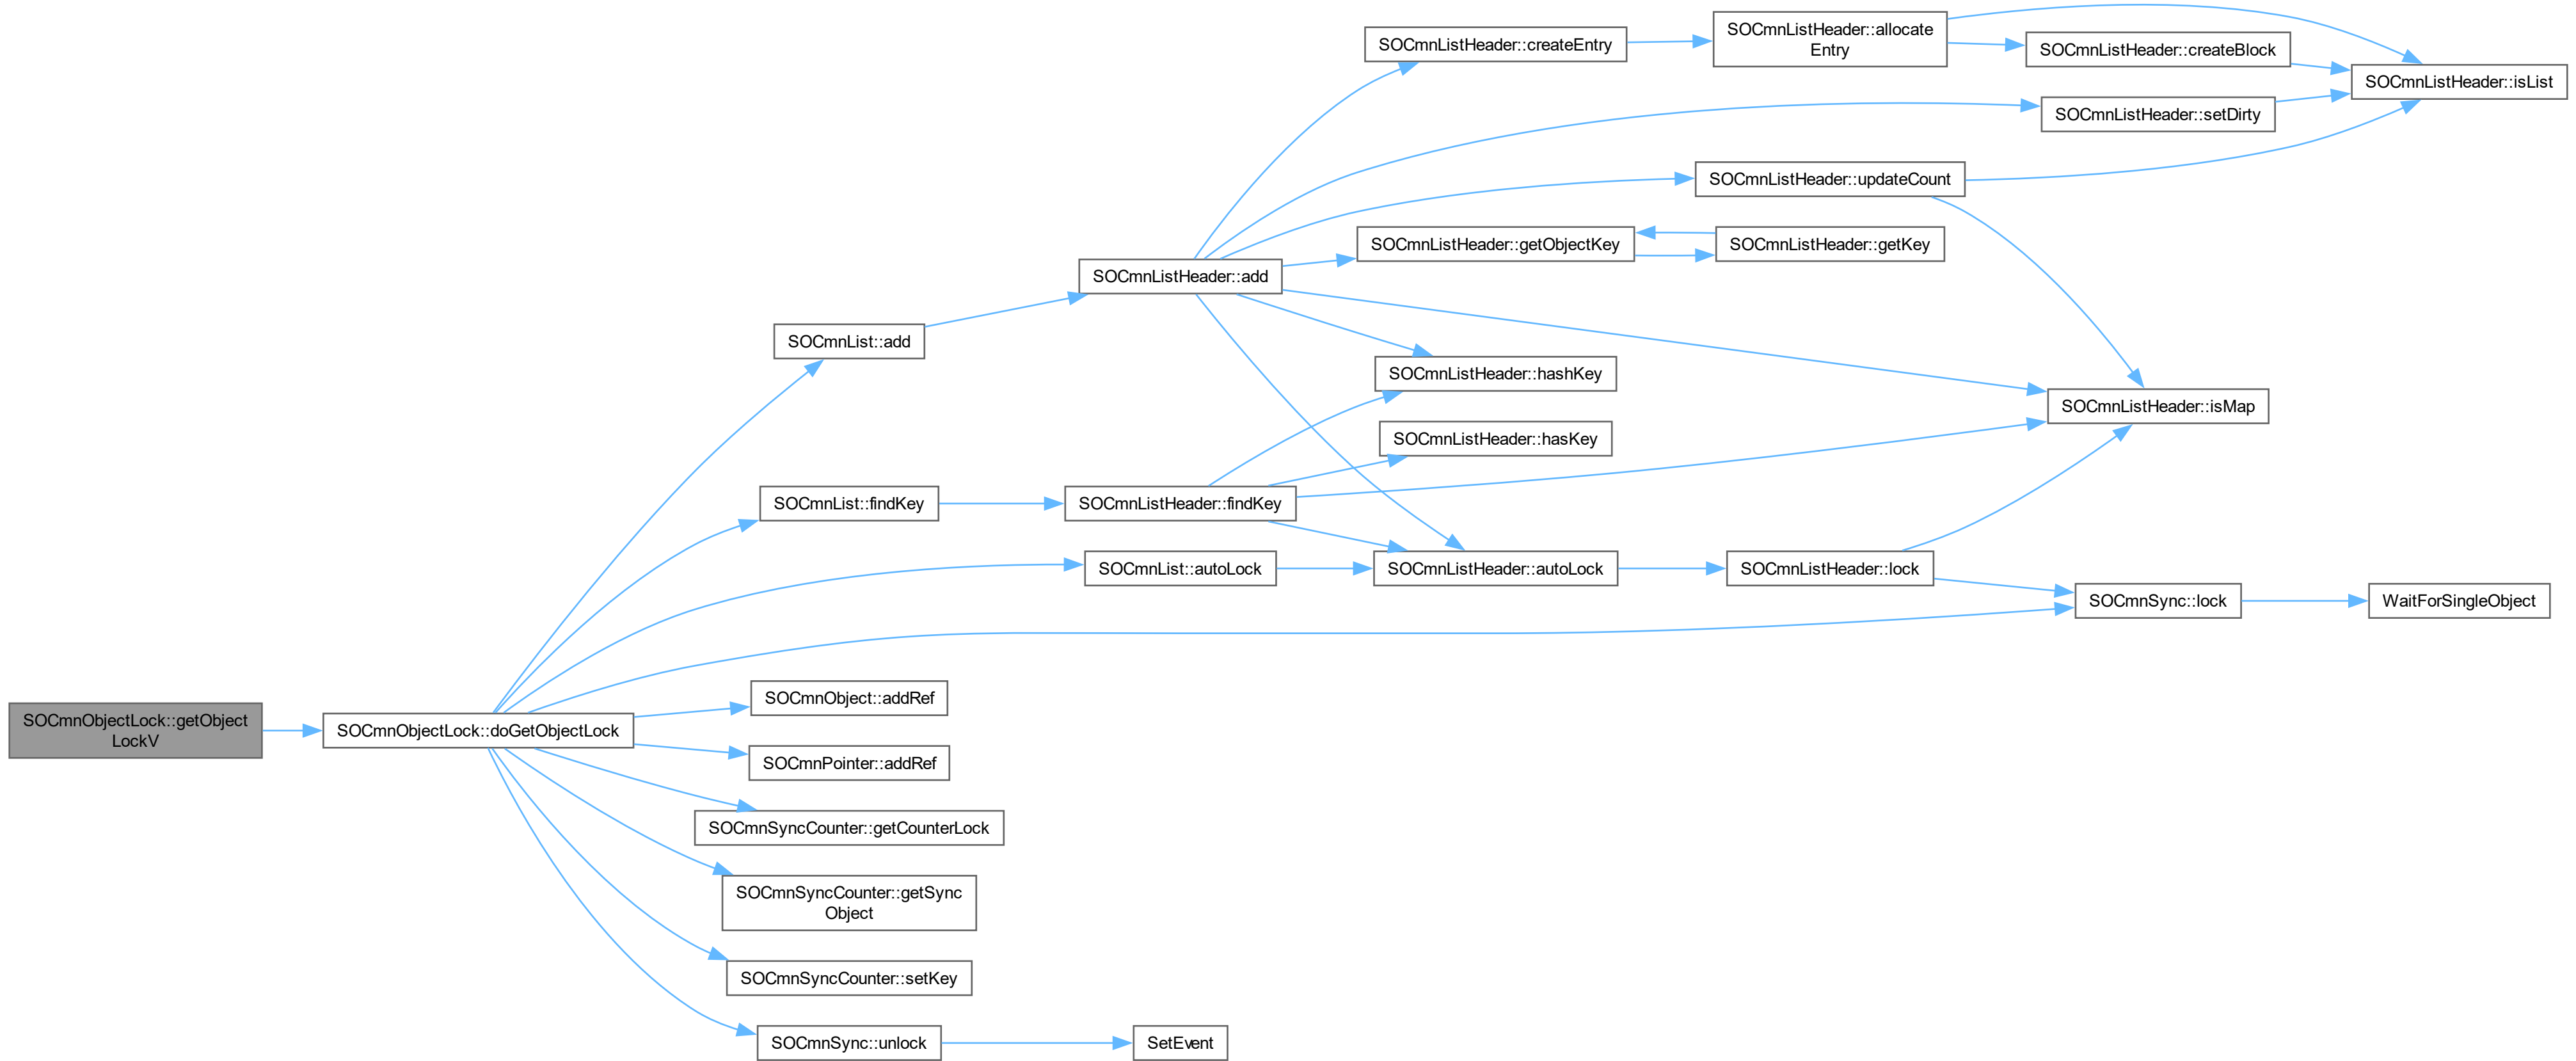 SOCmnObjectLock::getObject
LockV
SOCmnObjectLock::doGetObjectLock
SOCmnList::add
SOCmnListHeader::add
SOCmnListHeader::createEntry
SOCmnListHeader::allocate
Entry
SOCmnListHeader::createBlock
SOCmnListHeader::isList
SOCmnListHeader::setDirty
SOCmnListHeader::updateCount
SOCmnListHeader::getObjectKey
SOCmnListHeader::getKey
SOCmnListHeader::hashKey
SOCmnListHeader::isMap
SOCmnListHeader::hasKey
SOCmnList::findKey
SOCmnListHeader::findKey
SOCmnList::autoLock
SOCmnListHeader::autoLock
SOCmnListHeader::lock
SOCmnSync::lock
WaitForSingleObject
SOCmnObject::addRef
SOCmnPointer::addRef
SOCmnSyncCounter::getCounterLock
SOCmnSyncCounter::getSync
Object
SOCmnSyncCounter::setKey
SOCmnSync::unlock
SetEvent